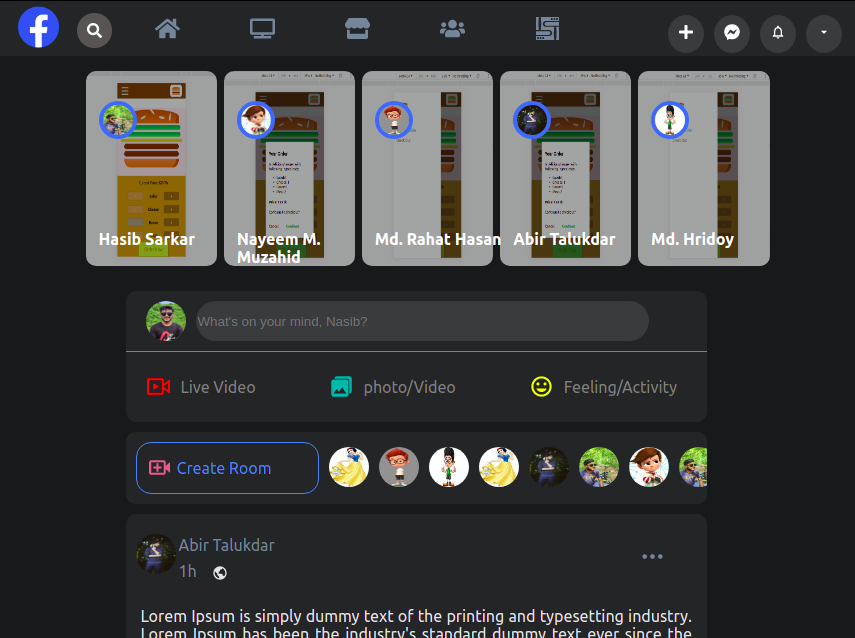 Hasib Sarkar
Nayeem M.
Muzahid
Md. Rahat Hasan
Abir Talukdar
Md. Hridoy
What's on your mind, Nasib?
Live Video
photo/Video
Feeling/Activity
Create Room
Abir Talukdar
1h
Lorem Ipsum is simply dummy text of the printing and typesetting industry.
Lorem Ipsum has been the industry's standard dummy text ever since the